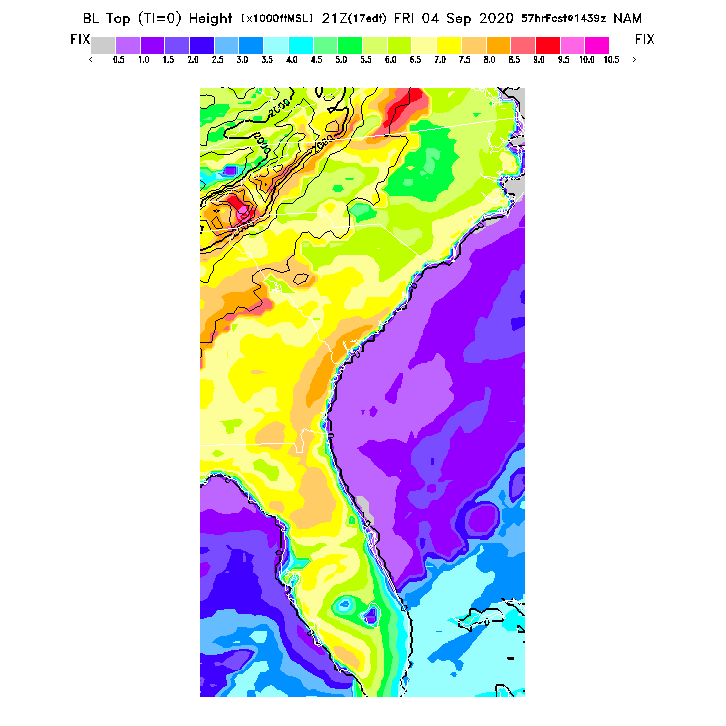 BL Top (TI=0) Height [x1000ftMSL] 21Z(17edt) FRI 04 Sep 2020 57hrFcst@1439z NAM
FIX FIX
< 0.5 1.0 1.5 2.0 2.5 3.0 3.5 4.0 4.5 5.0 5.5 6.0 6.5 7.0 7.5 8.0 8.5 9.0 9.5 10.0 10.5 >
2000
2000
2000